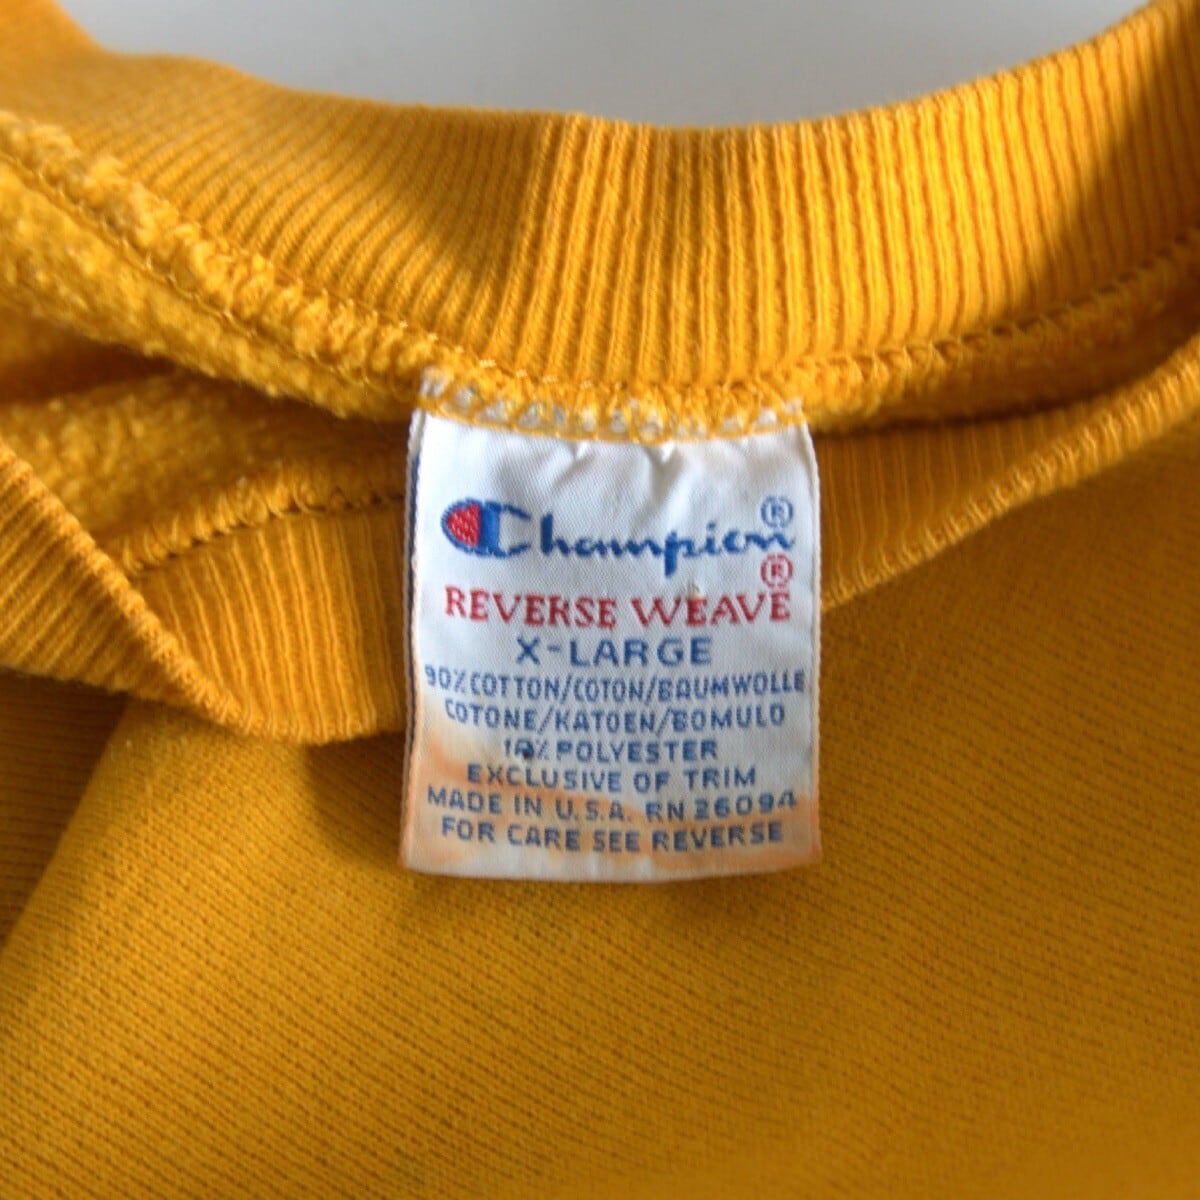 Champion®
REVERSE WEAVE®
X-LARGE
90% COTTON/COTON/BAUMWOLLE
COTONE/KATOEN/BOMULD
10% POLYESTER
EXCLUSIVE OF TRIM
MADE IN U.S.A. RN 26094
FOR CARE SEE REVERSE